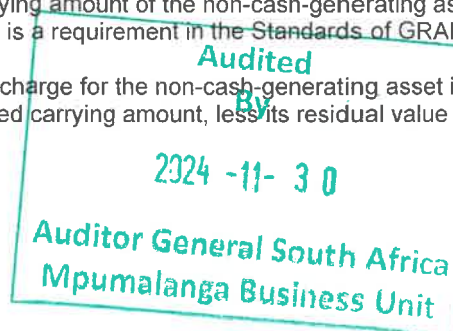 ying amount of the non-cash-generating as
is a requirement in the Standards of GRA
Audited
charge for the non-cash-generating asset i
By
ed carrying amount, less its residual value
2024 -11- 30
Auditor General South Africa
Mpumalanga Business Unit